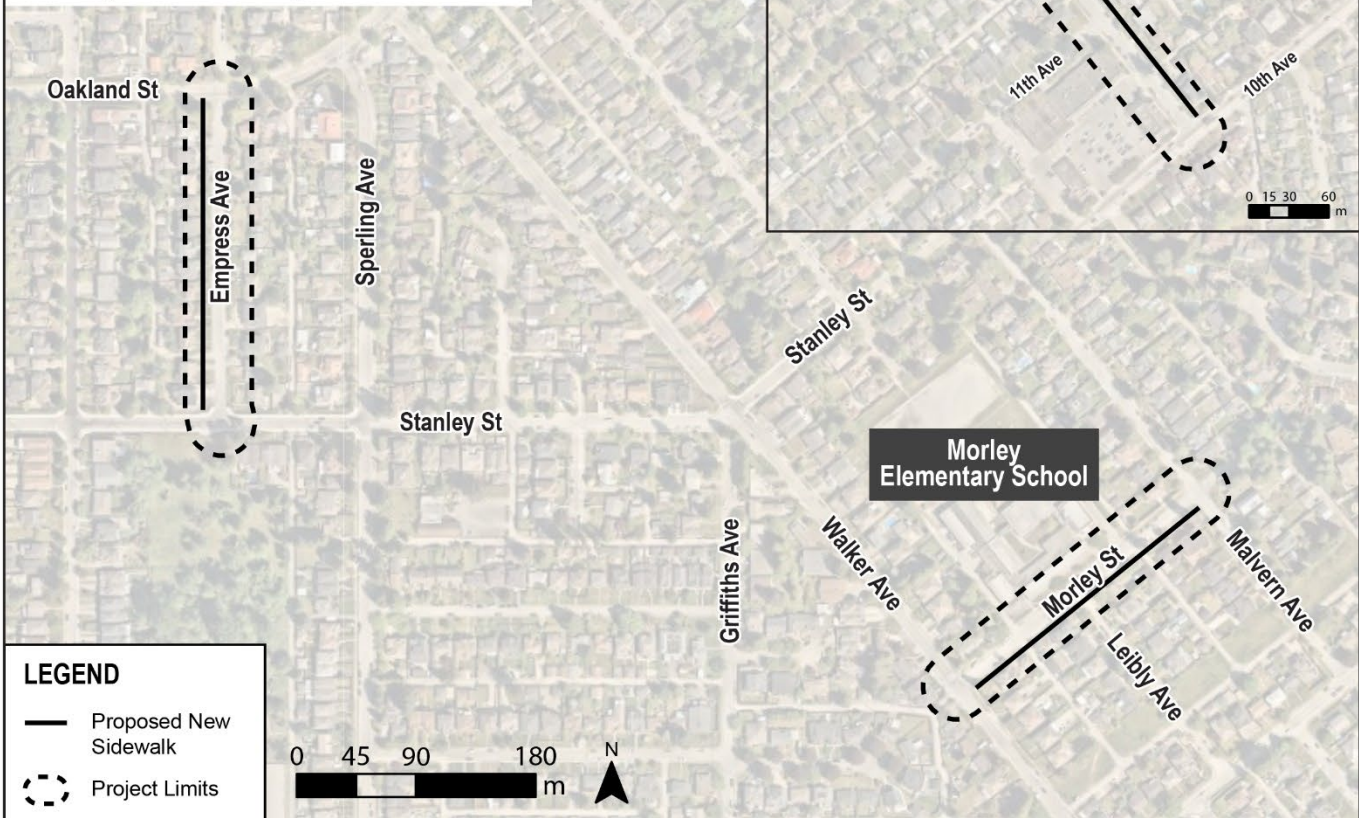 11th Ave
10th Ave
0 15 30 60
m
Oakland St
Empress Ave
Sperling Ave
Stanley St
Stanley St
Morley
Elementary School
Griffiths Ave
Walker Ave
Morley St
Malvern Ave
Leibly Ave
LEGEND
Proposed New
Sidewalk
Project Limits
0 45 90 180
m
N